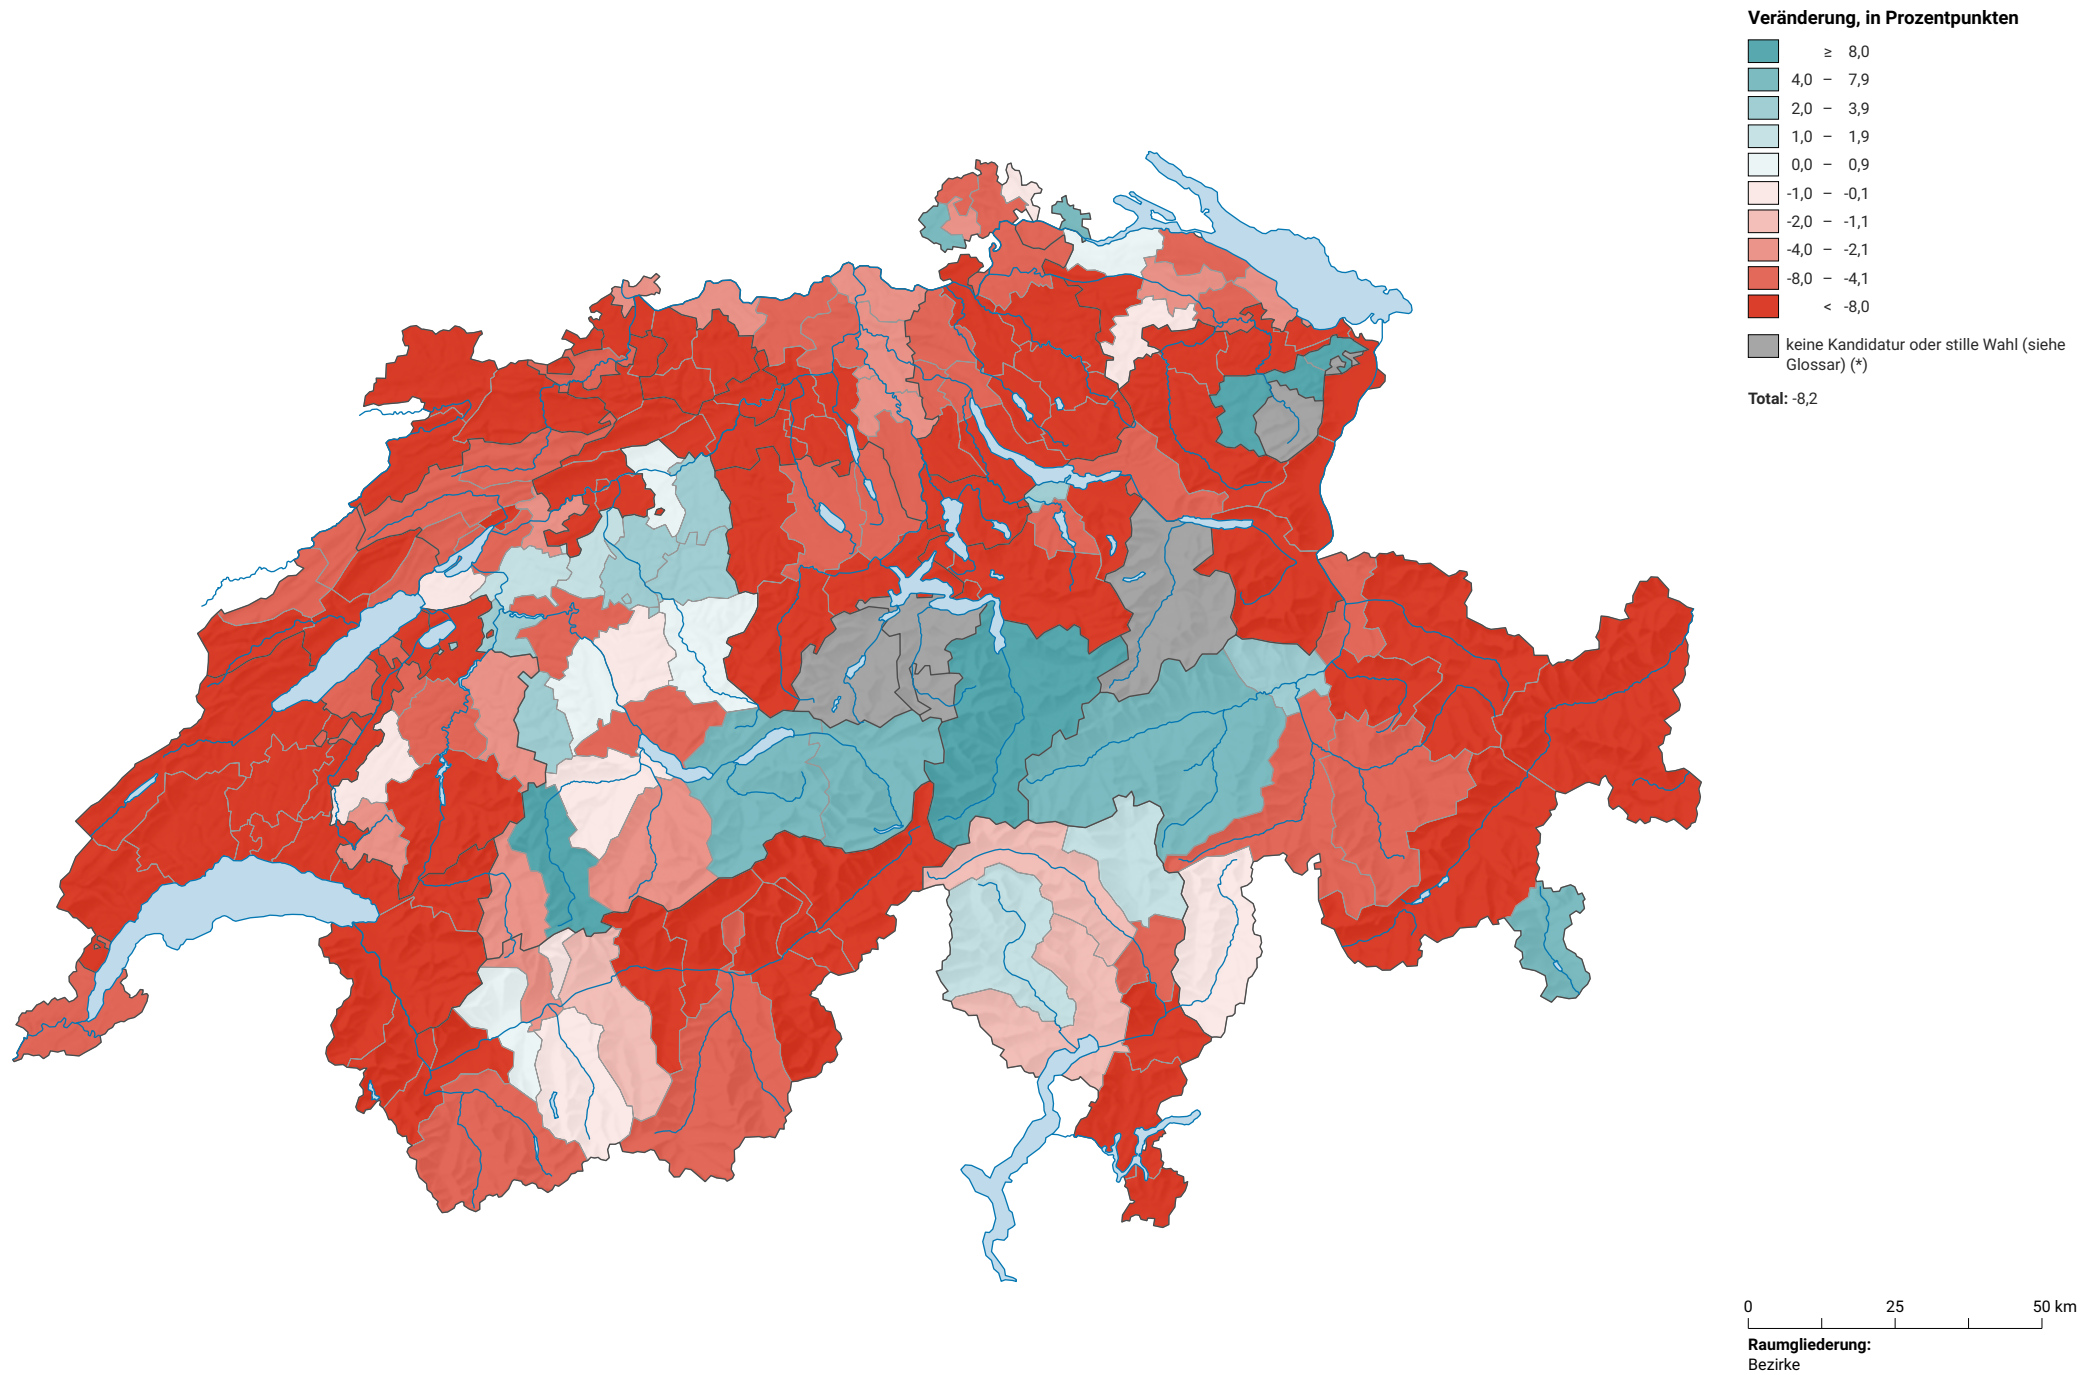 Veränderung, in Prozentpunkten
≥ 8,0
4,0 – 7,9
2,0 – 3,9
1,0 – 1,9
0,0 – 0,9
-1,0 – -0,1
-2,0 – -1,1
-4,0 – -2,1
-8,0 – -4,1
< -8,0
keine Kandidatur oder stille Wahl (siehe
Glossar) (*)
Total: -8,2
0 25 50 km
Raumgliederung:
Bezirke